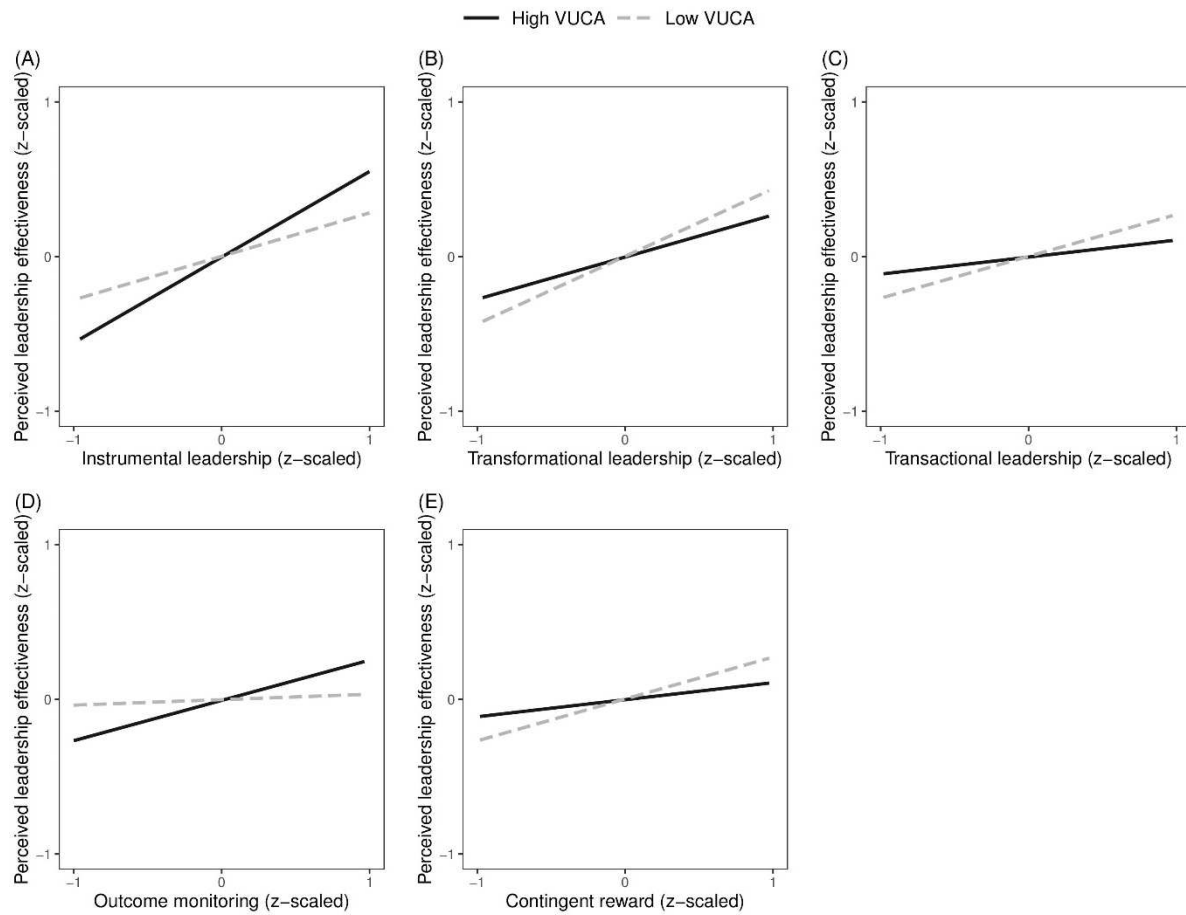 High VUCA Low VUCA
(A)
Perceived leadership effectiveness (z−scaled)
1
0
−1
−1 0 1
Instrumental leadership (z−scaled)
(B)
Perceived leadership effectiveness (z−scaled)
1
0
−1
−1 0 1
Transformational leadership (z−scaled)
(C)
Perceived leadership effectiveness (z−scaled)
1
0
−1
−1 0 1
Transactional leadership (z−scaled)
(D)
Perceived leadership effectiveness (z−scaled)
1
0
−1
−1 0 1
Outcome monitoring (z−scaled)
(E)
Perceived leadership effectiveness (z−scaled)
1
0
−1
−1 0 1
Contingent reward (z−scaled)